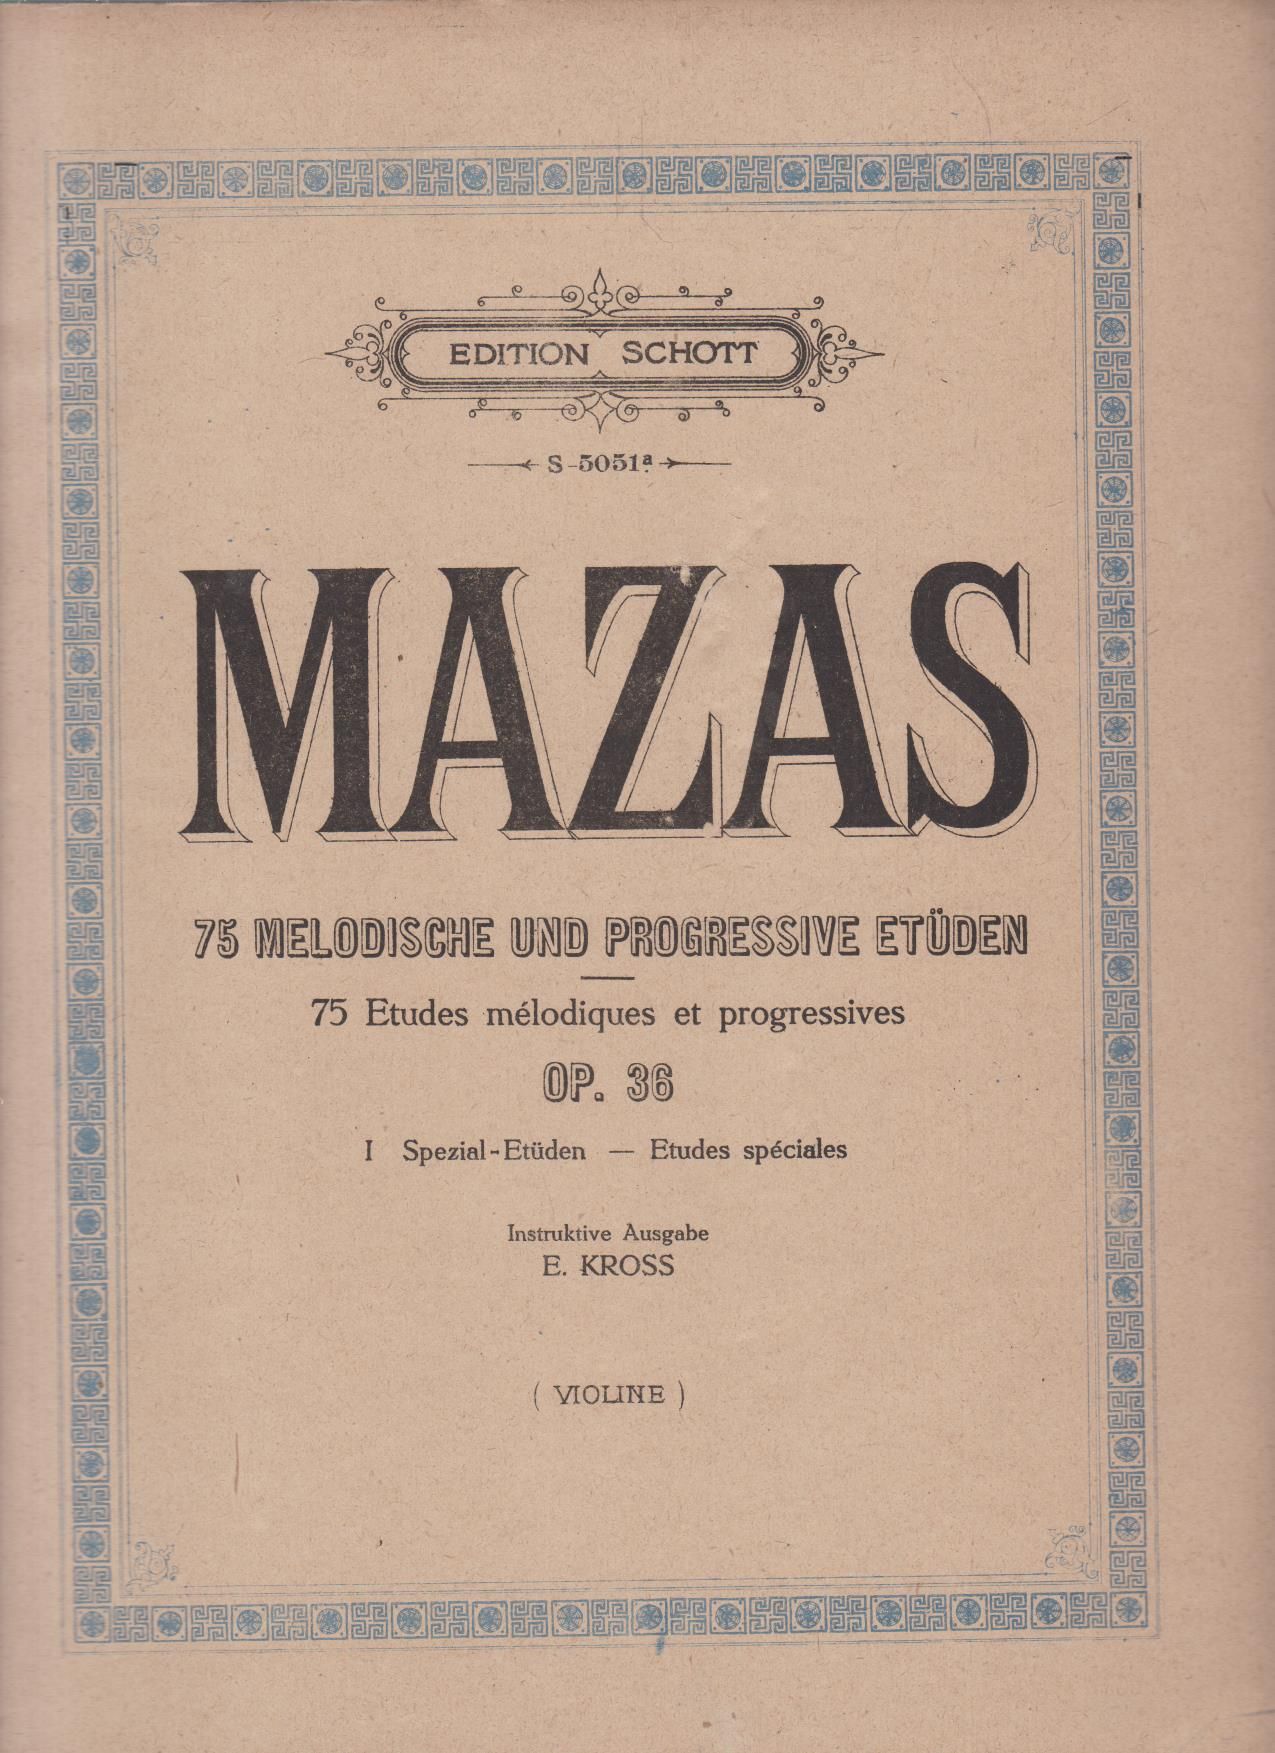 EDITION SCHOTT
S-5051ª
MAZAS
75 MELODISCHE UND PROGRESSIVE ETÜDEN
75 Etudes mélodiques et progressives
OP. 36
I Spezial-Etüden — Etudes spéciales
Instruktive Ausgabe
E. KROSS
( VIOLINE )